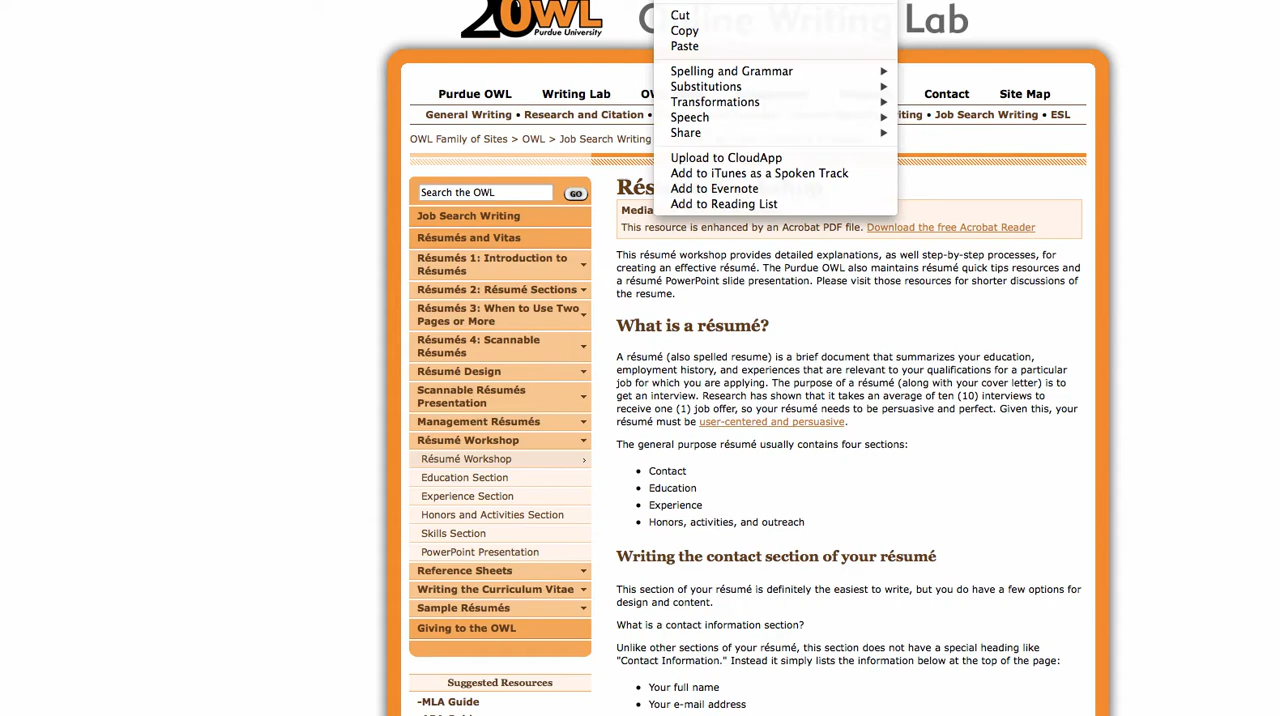 20 OWL
Purdue University
Online Writing Lab
Cut
Copy
Paste
Spelling and Grammar
Substitutions
Transformations
Speech
Share
Upload to CloudApp
Add to iTunes as a Spoken Track
Add to Evernote
Add to Reading List
Purdue OWL Writing Lab Contact Site Map
General Writing • Research and Citation • Job Search Writing • ESL
OWL Family of Sites > OWL > Job Search Writing
Search the OWL GO
Job Search Writing
Résumés and Vitas
Résumés 1: Introduction to
Résumés
Résumés 2: Résumé Sections
Résumés 3: When to Use Two
Pages or More
Résumés 4: Scannable
Résumés
Résumé Design
Scannable Résumés
Presentation
Management Résumés
Résumé Workshop
Résumé Workshop
Education Section
Experience Section
Honors and Activities Section
Skills Section
PowerPoint Presentation
Reference Sheets
Writing the Curriculum Vitae
Sample Résumés
Giving to the OWL
Suggested Resources
-MLA Guide
Media
This resource is enhanced by an Acrobat PDF file. Download the free Acrobat Reader
This résumé workshop provides detailed explanations, as well step-by-step processes, for
creating an effective résumé. The Purdue OWL also maintains résumé quick tips resources and
a résumé PowerPoint slide presentation. Please visit those resources for shorter discussions of
the resume.
What is a résumé?
A résumé (also spelled resume) is a brief document that summarizes your education,
employment history, and experiences that are relevant to your qualifications for a particular
job for which you are applying. The purpose of a résumé (along with your cover letter) is to
get an interview. Research has shown that it takes an average of ten (10) interviews to
receive one (1) job offer, so your résumé needs to be persuasive and perfect. Given this, your
résumé must be user-centered and persuasive.
The general purpose résumé usually contains four sections:
• Contact
• Education
• Experience
• Honors, activities, and outreach
Writing the contact section of your résumé
This section of your résumé is definitely the easiest to write, but you do have a few options for
design and content.
What is a contact information section?
Unlike other sections of your résumé, this section does not have a special heading like
"Contact Information." Instead it simply lists the information below at the top of the page:
• Your full name
• Your e-mail address